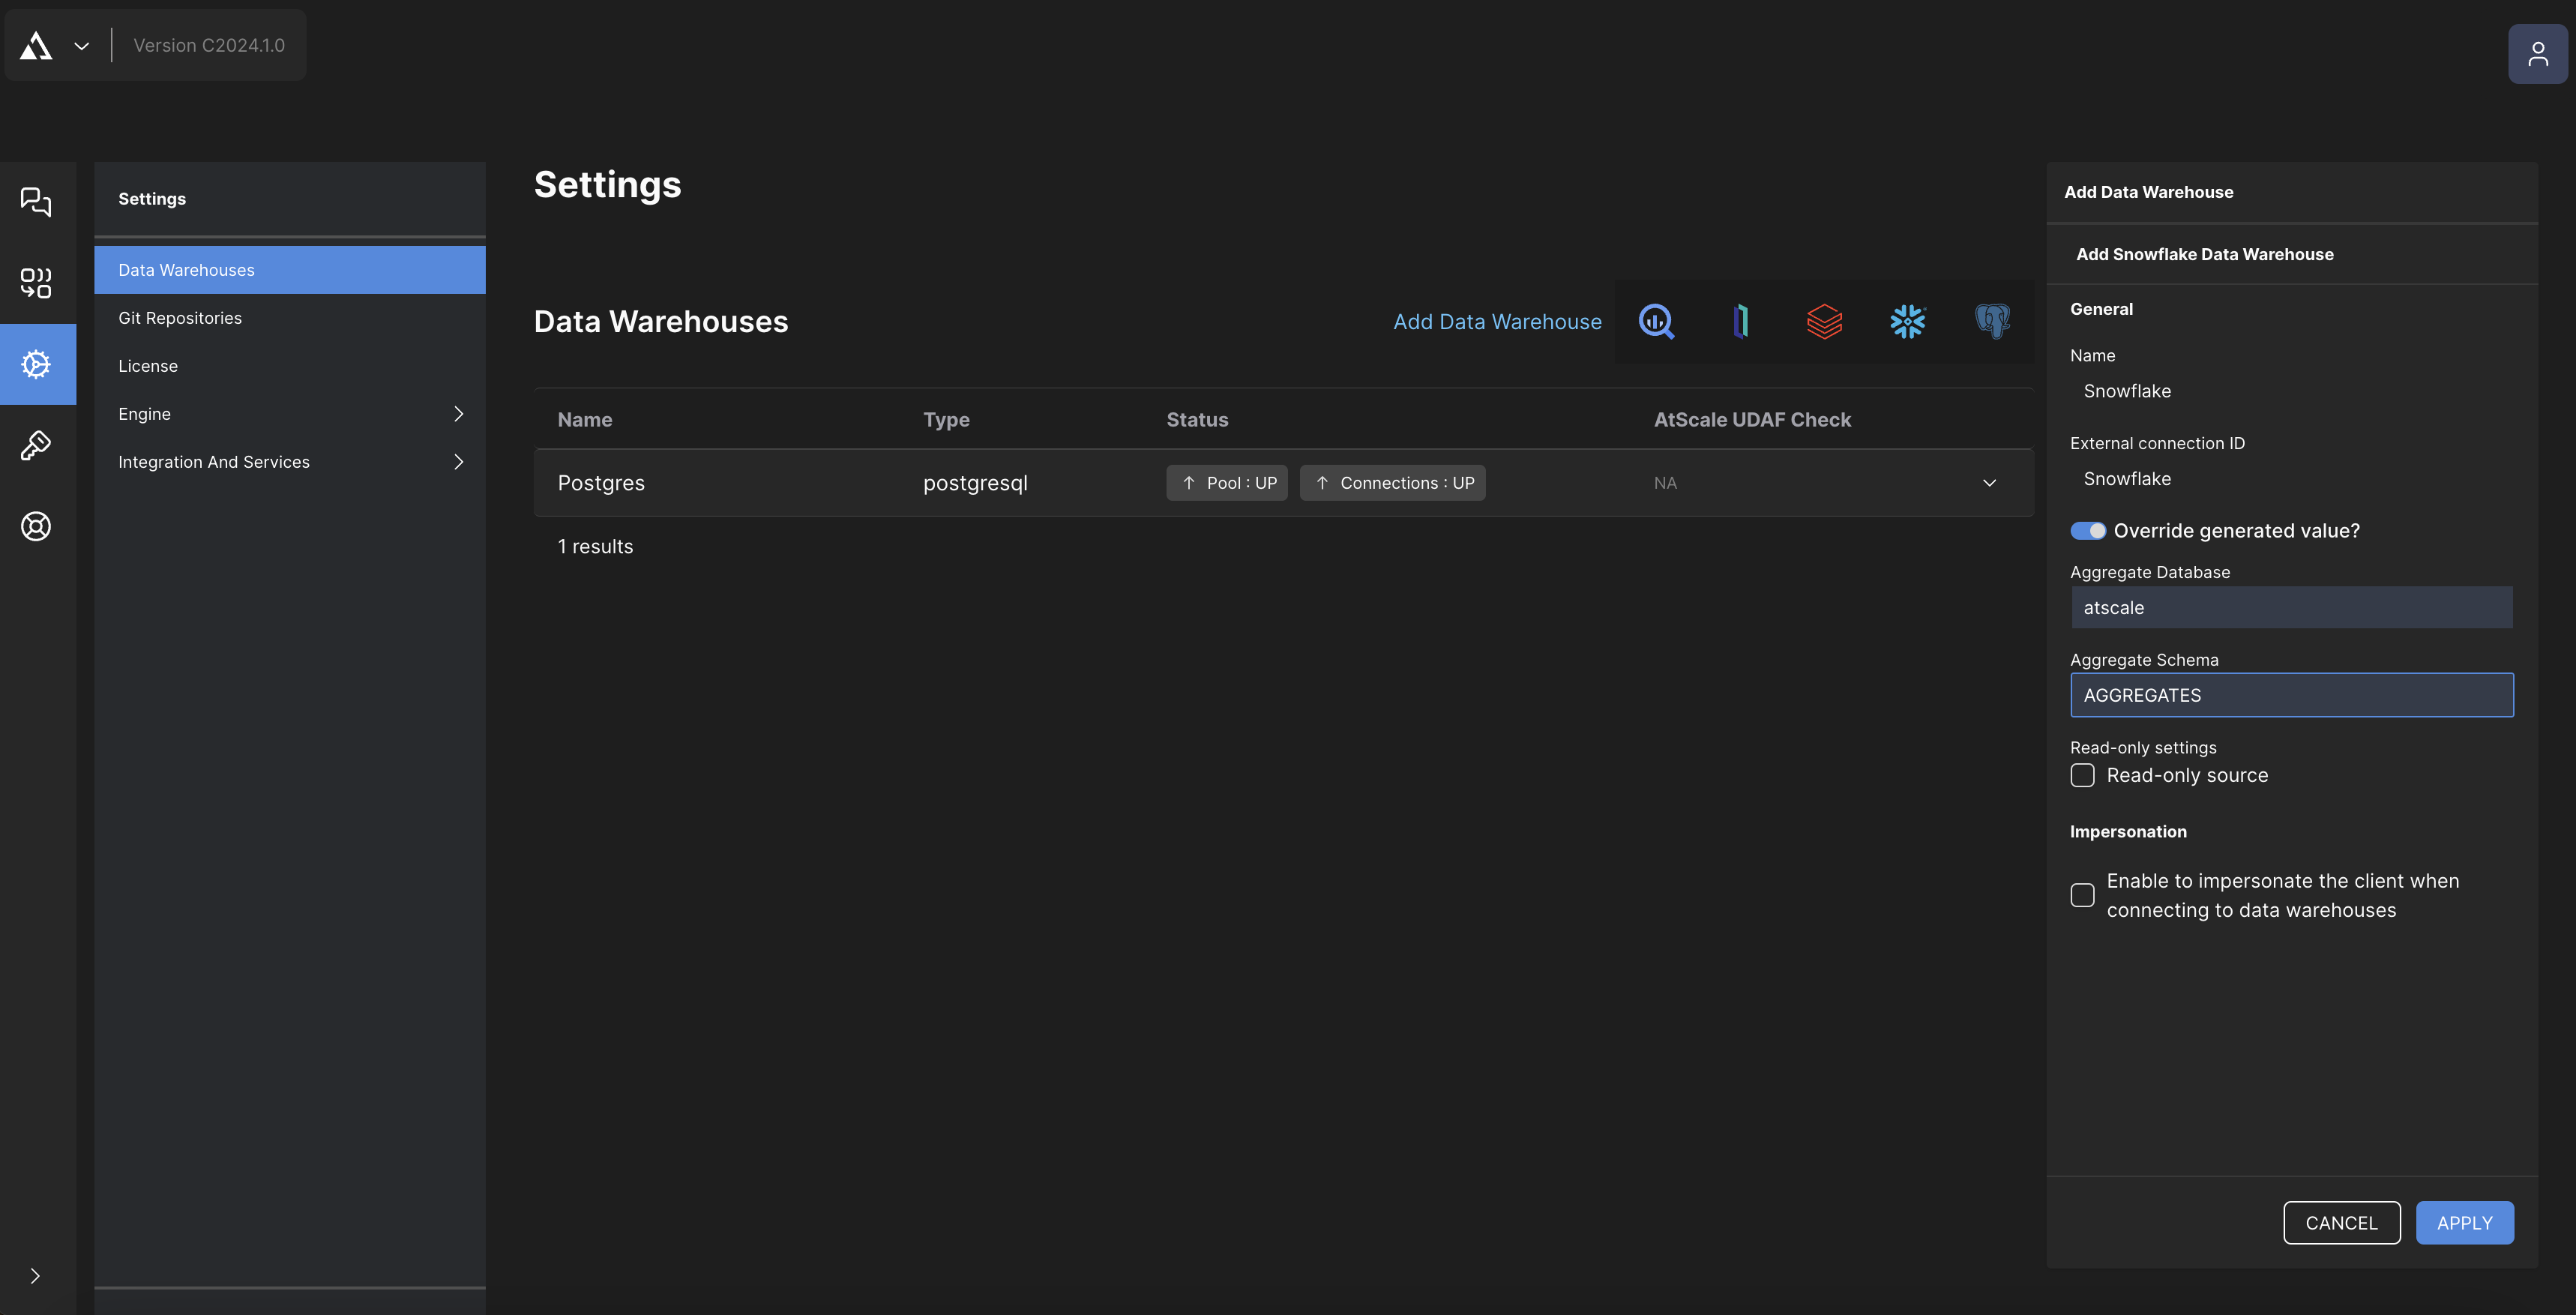 Version C2024.1.0
Settings
Data Warehouses
Git Repositories
License
Engine
Integration And Services
Settings
Data Warehouses
Add Data Warehouse
Name Type Status AtScale UDAF Check
Postgres postgresql Pool : UP Connections : UP NA
1 results
Add Data Warehouse
Add Snowflake Data Warehouse
General
Name
Snowflake
External connection ID
Snowflake
Override generated value?
Aggregate Database
atscale
Aggregate Schema
AGGREGATES
Read-only settings
Read-only source
Impersonation
Enable to impersonate the client when
connecting to data warehouses
CANCEL APPLY